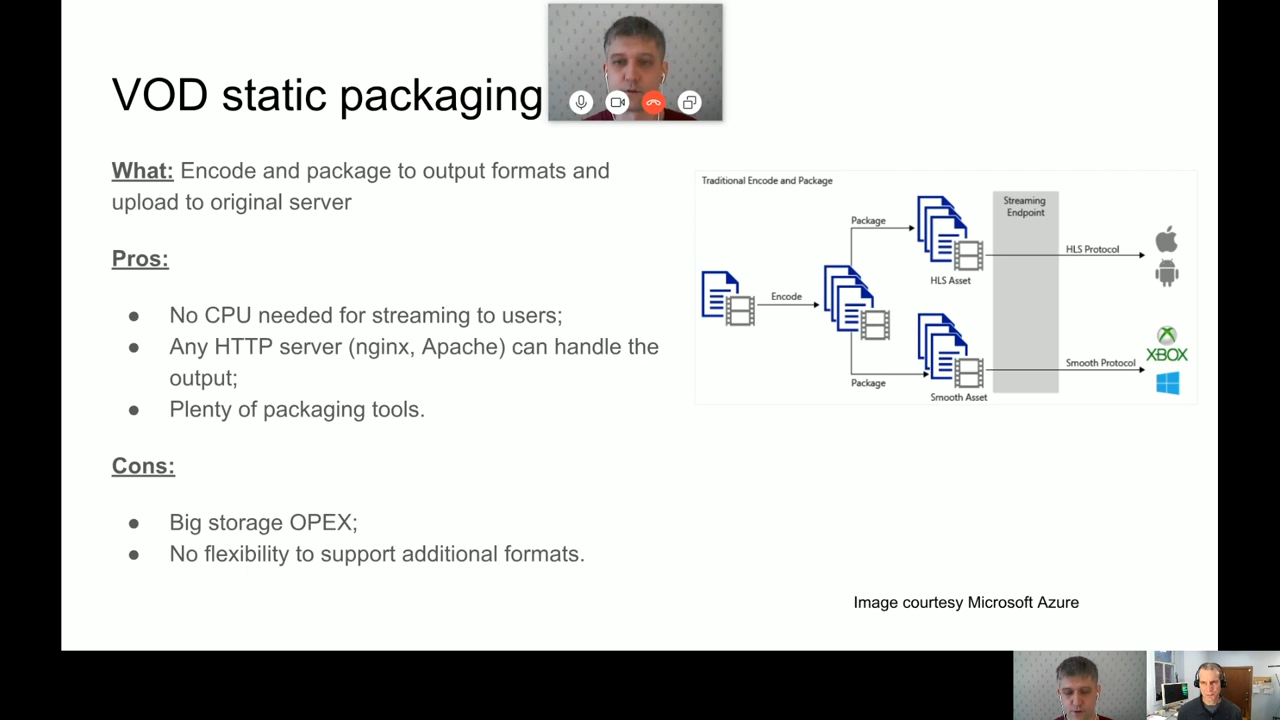 VOD static packaging
What: Encode and package to output formats and
upload to original server
Pros:
● No CPU needed for streaming to users;
● Any HTTP server (nginx, Apache) can handle the
output;
● Plenty of packaging tools.
Cons:
● Big storage OPEX;
● No flexibility to support additional formats.
Traditional Encode and Package
Encode
Package
HLS Asset
Package
Smooth Asset
Streaming
Endpoint
HLS Protocol
Smooth Protocol
XBOX
Image courtesy Microsoft Azure